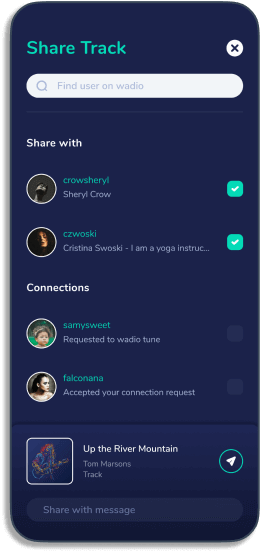 Share Track
Find user on wadio
Share with
crowsheryl
Sheryl Crow
czwoski
Cristina Swoski - I am a yoga instruc...
Connections
samysweet
Requested to wadio tune
falconana
Accepted your connection request
Up the River Mountain
Tom Marsons
Track
Share with message